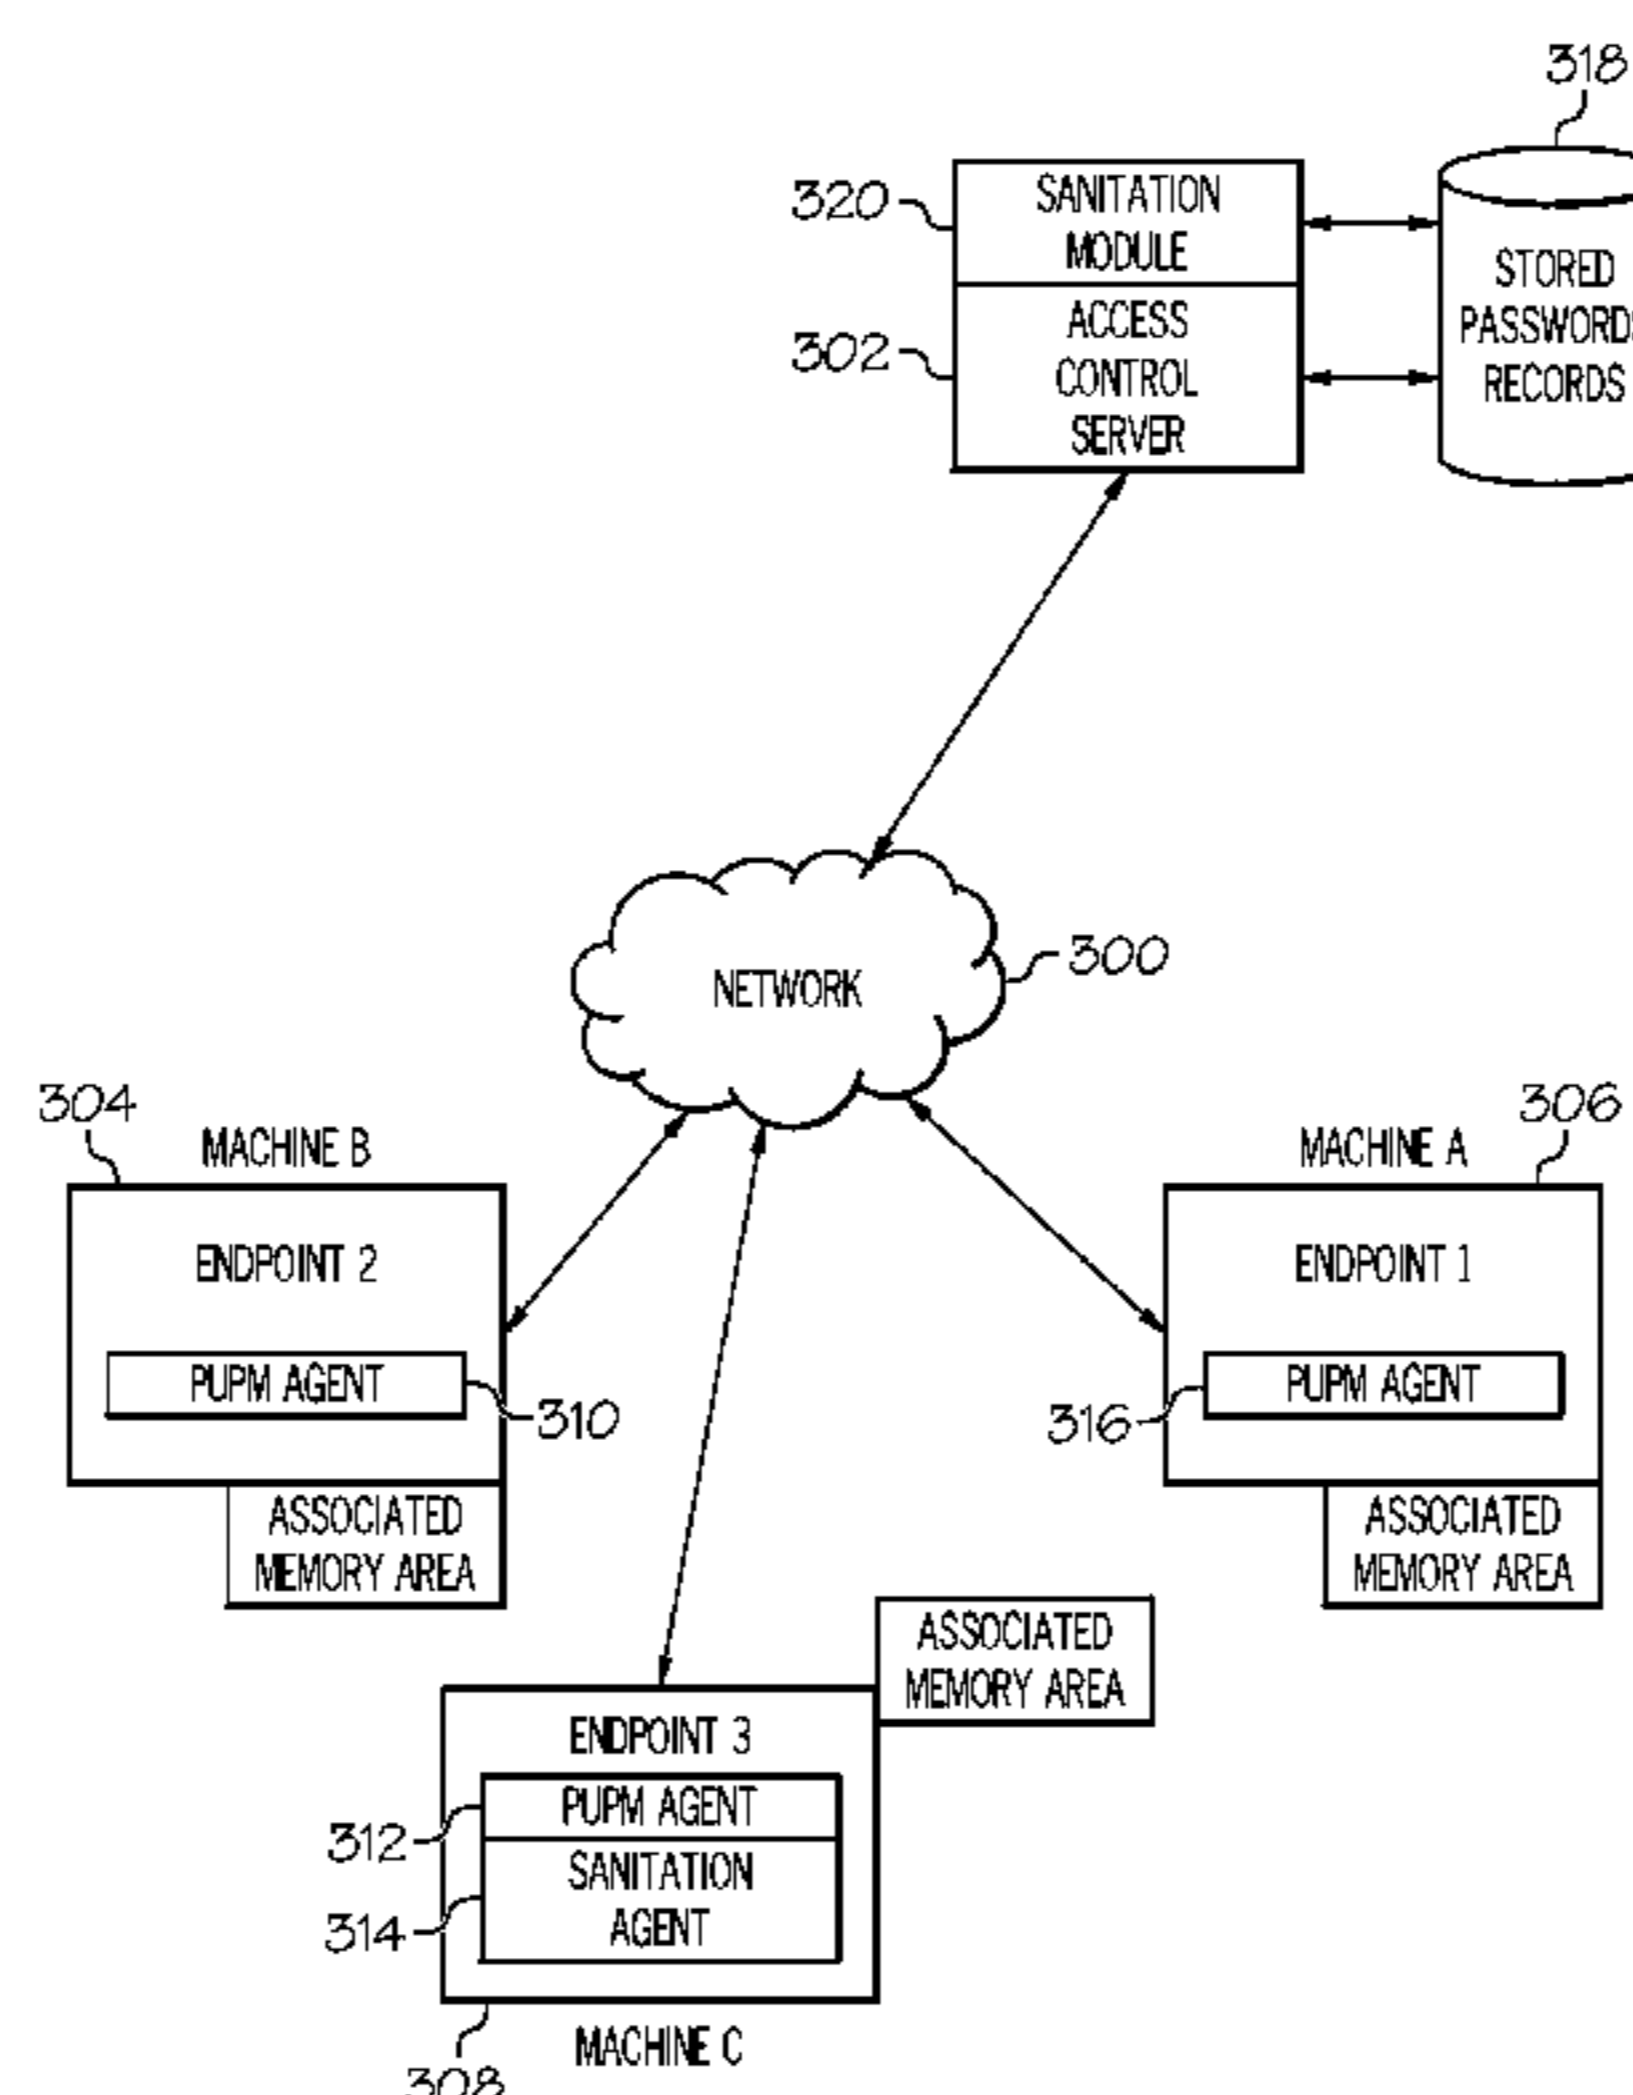 318
320
SANITATION
MODULE
STORED
PASSWORDS
RECORDS
302
ACCESS
CONTROL
SERVER
NETWORK
300
304
MACHINE B
ENDPOINT 2
PUPM AGENT
310
ASSOCIATED
MEMORY AREA
306
MACHINE A
ENDPOINT 1
PUPM AGENT
316
ASSOCIATED
MEMORY AREA
ASSOCIATED
MEMORY AREA
ENDPOINT 3
312
PUPM AGENT
314
SANITATION
AGENT
MACHINE C
308